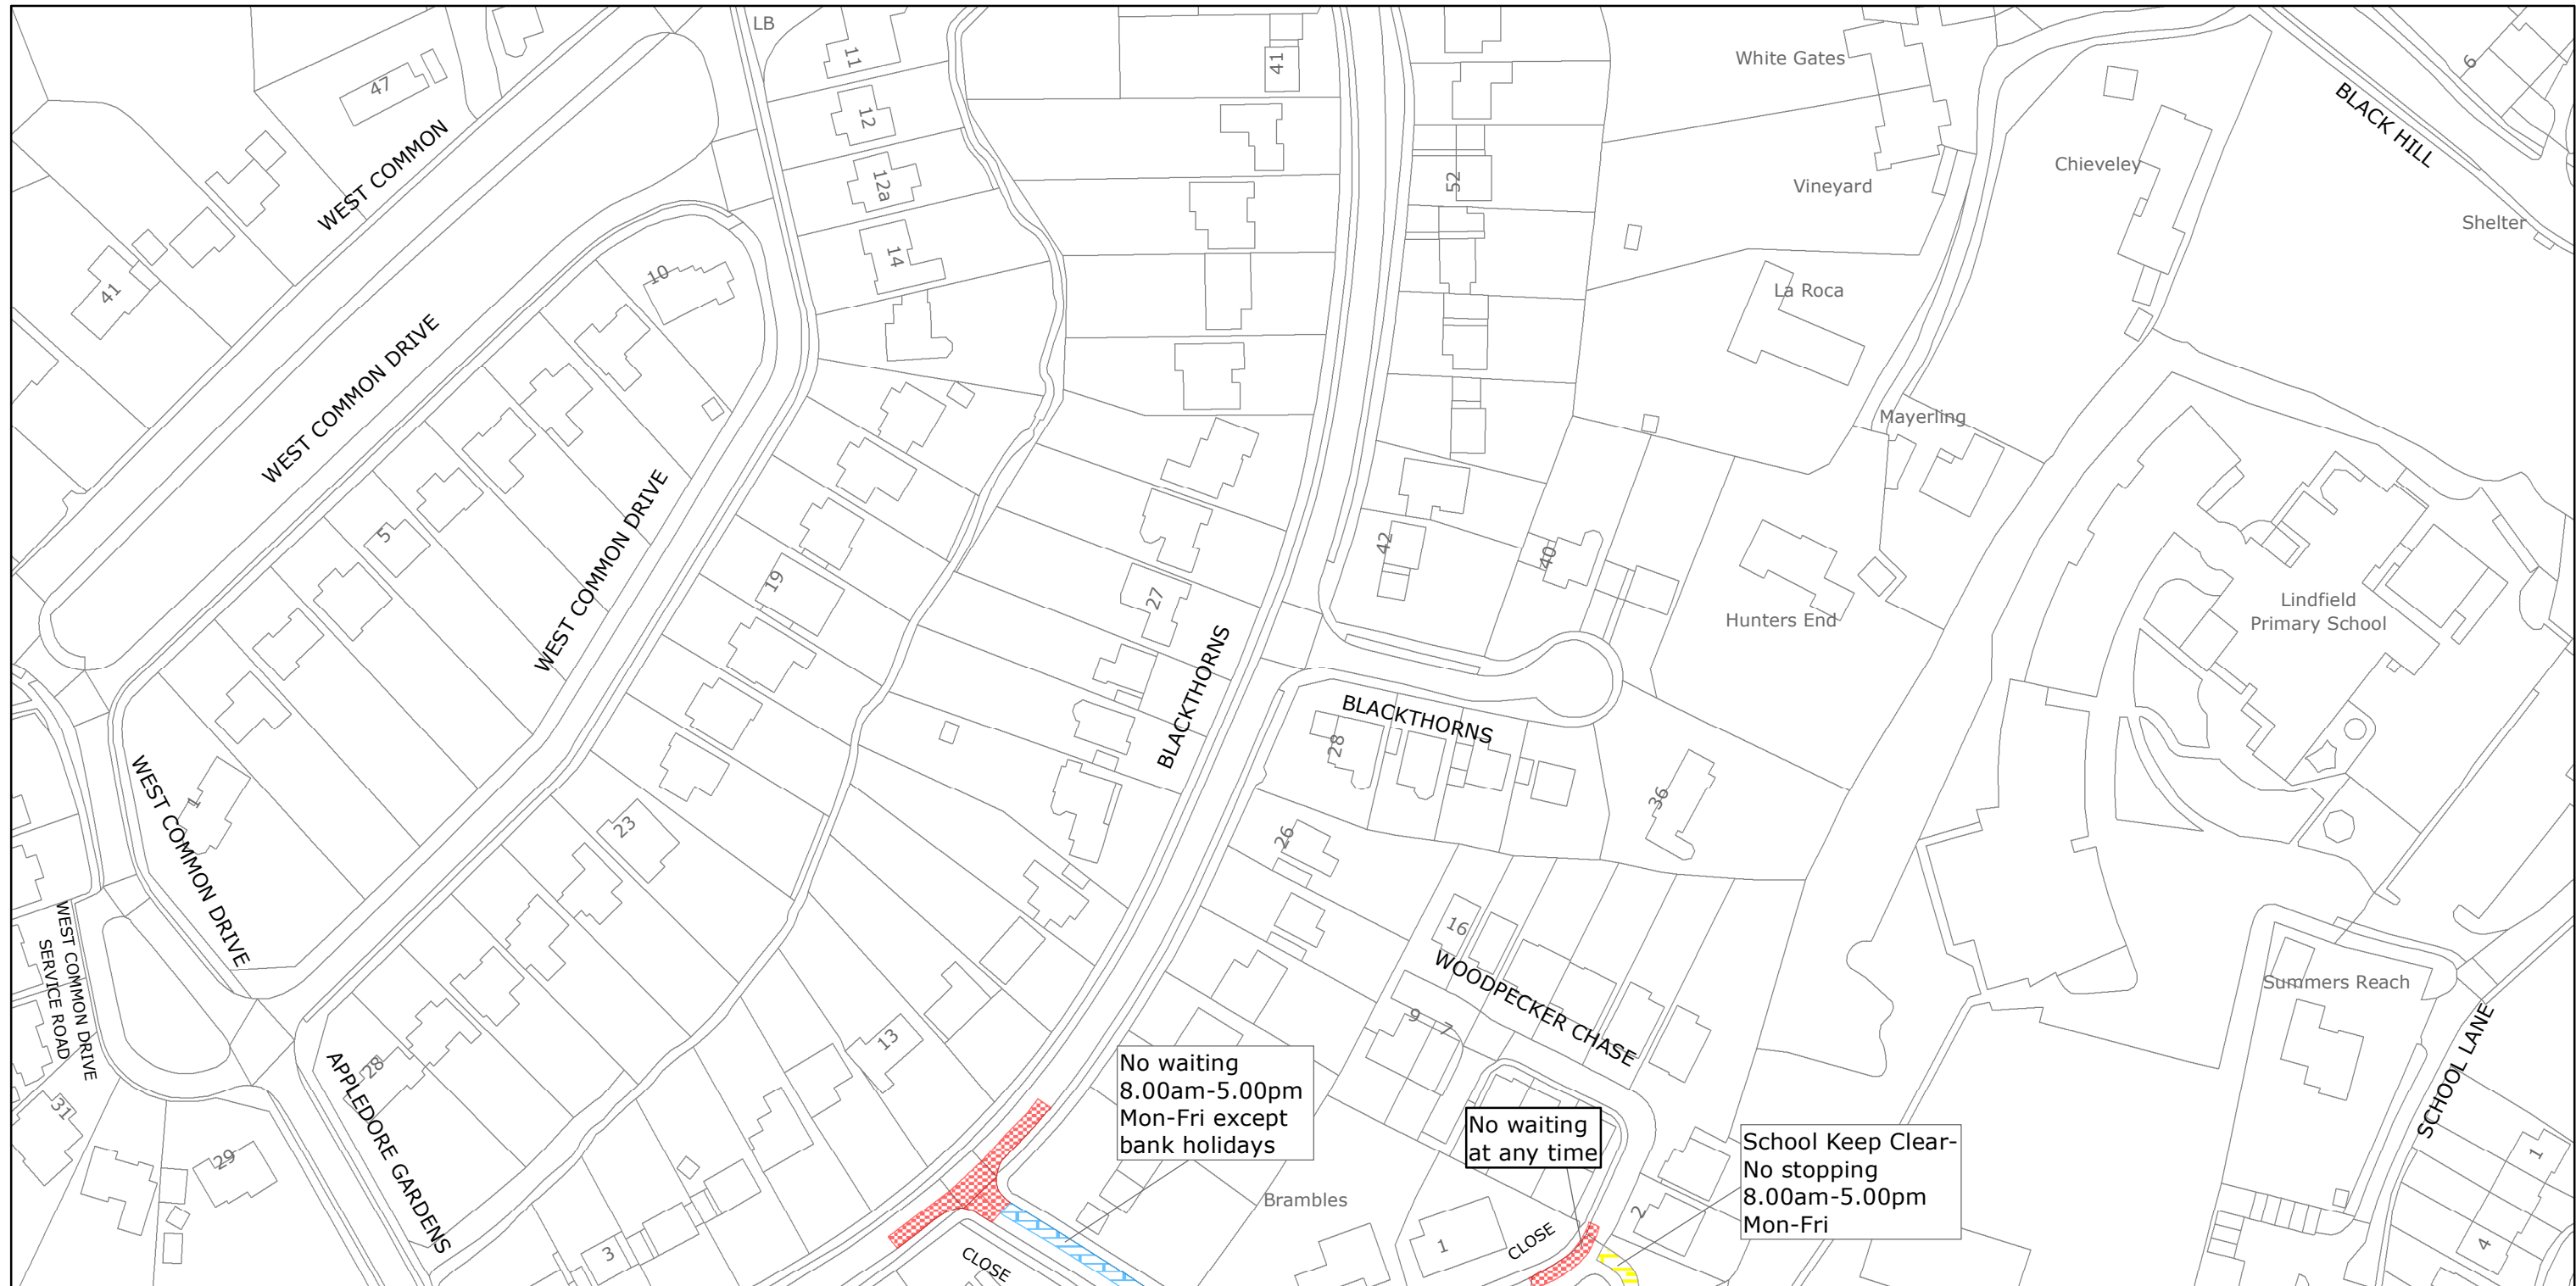 LB
11
41
White Gates
6
47
WEST COMMON
12
BLACK HILL
Chieveley
12a
52
Vineyard
Shelter
14
10
41
La Roca
WEST COMMON DRIVE
Mayerling
5
WEST COMMON DRIVE
42
40
19
27
Hunters End
Lindfield
Primary School
BLACKTHORNS
BLACKTHORNS
28
36
1
WEST COMMON DRIVE
23
26
16
WEST COMMON DRIVE
SERVICE ROAD
WOODPECKER CHASE
Summers Reach
9
7
13
28
APPLEDORE GARDENS
SCHOOL LANE
31
29
No waiting
8.00am-5.00pm
Mon-Fri except
bank holidays
No waiting
at any time
School Keep Clear-
No stopping
8.00am-5.00pm
Mon-Fri
1
Brambles
2
3
CLOSE
1
CLOSE
4